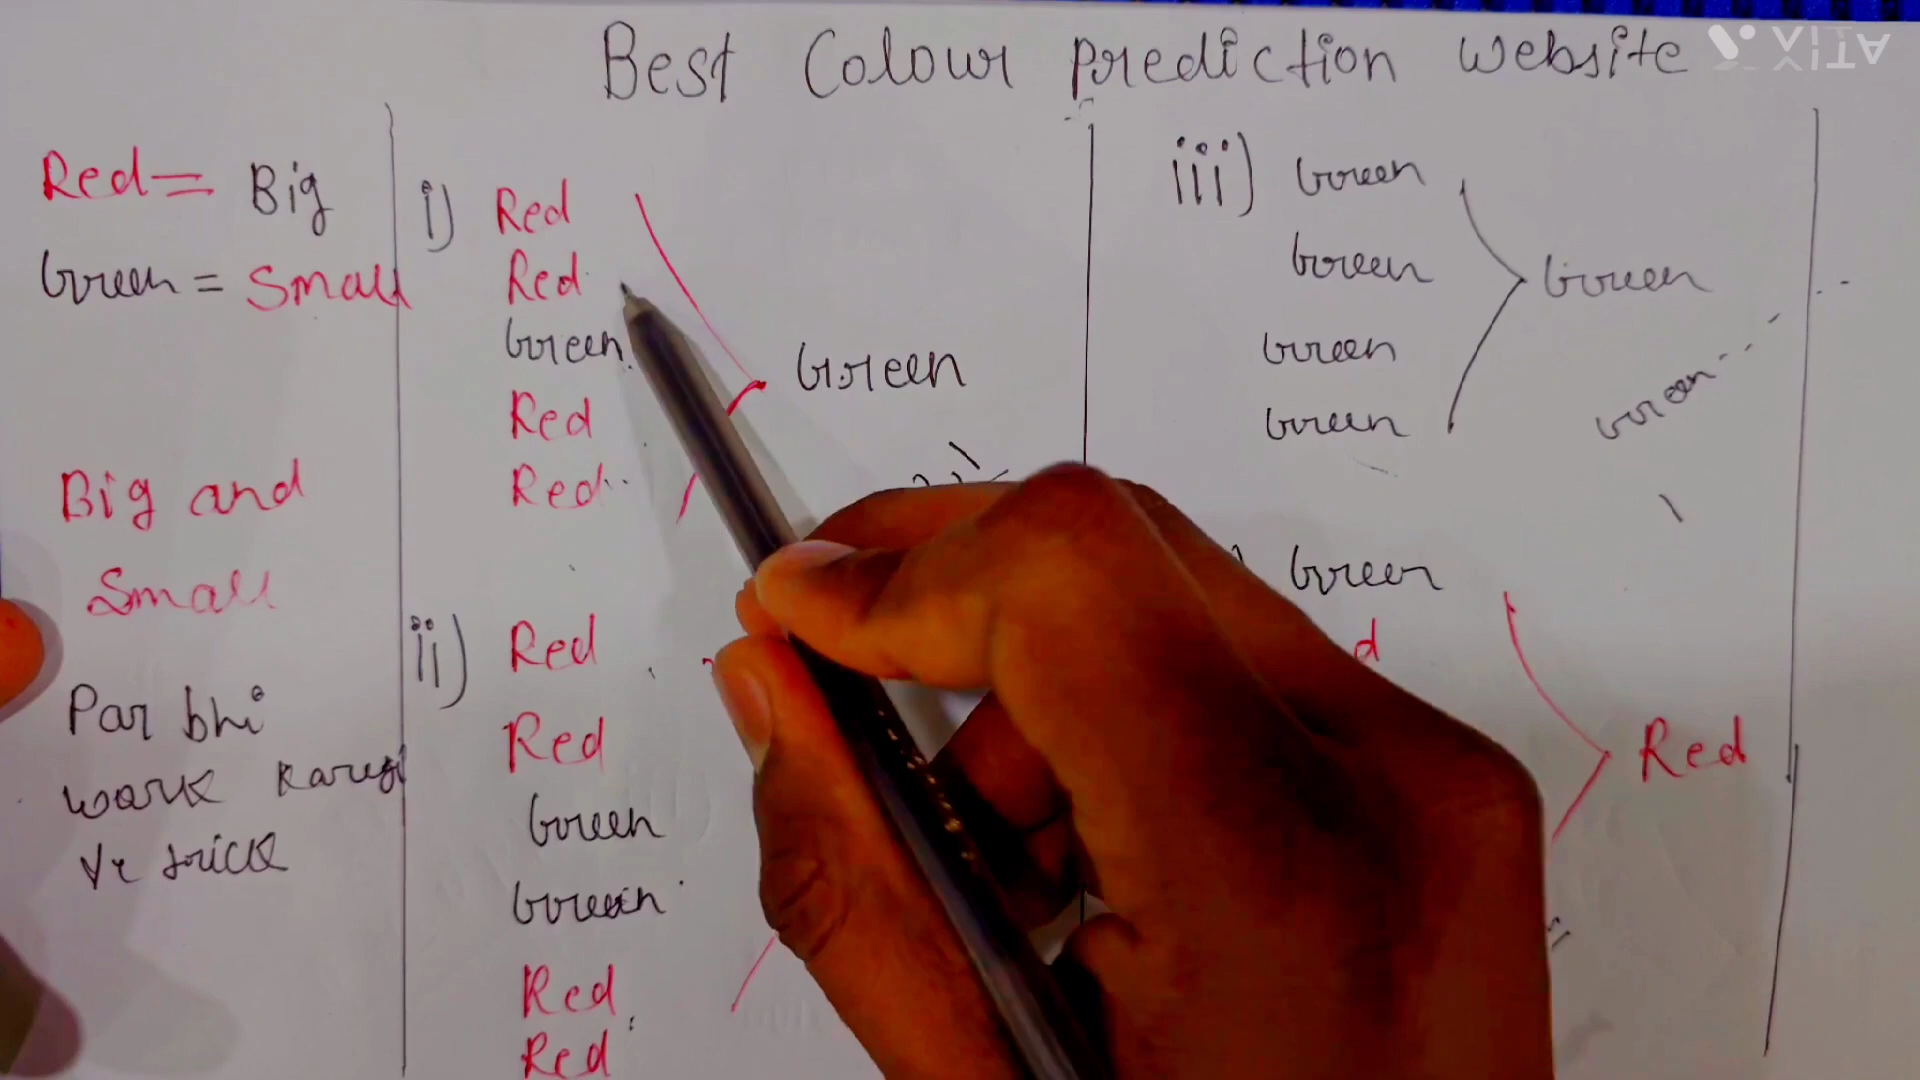 Best Colour prediction website
VITA
Red = Big
Green = Small
Big and
Small
Par bhi
work karegi
Ye trick
i) Red
Red
Green
Red
Red
Green
ii) Red
Red
Green
Green
Red
Red
iii) Green
Green
Green
Green
Green
Green
Green
Red